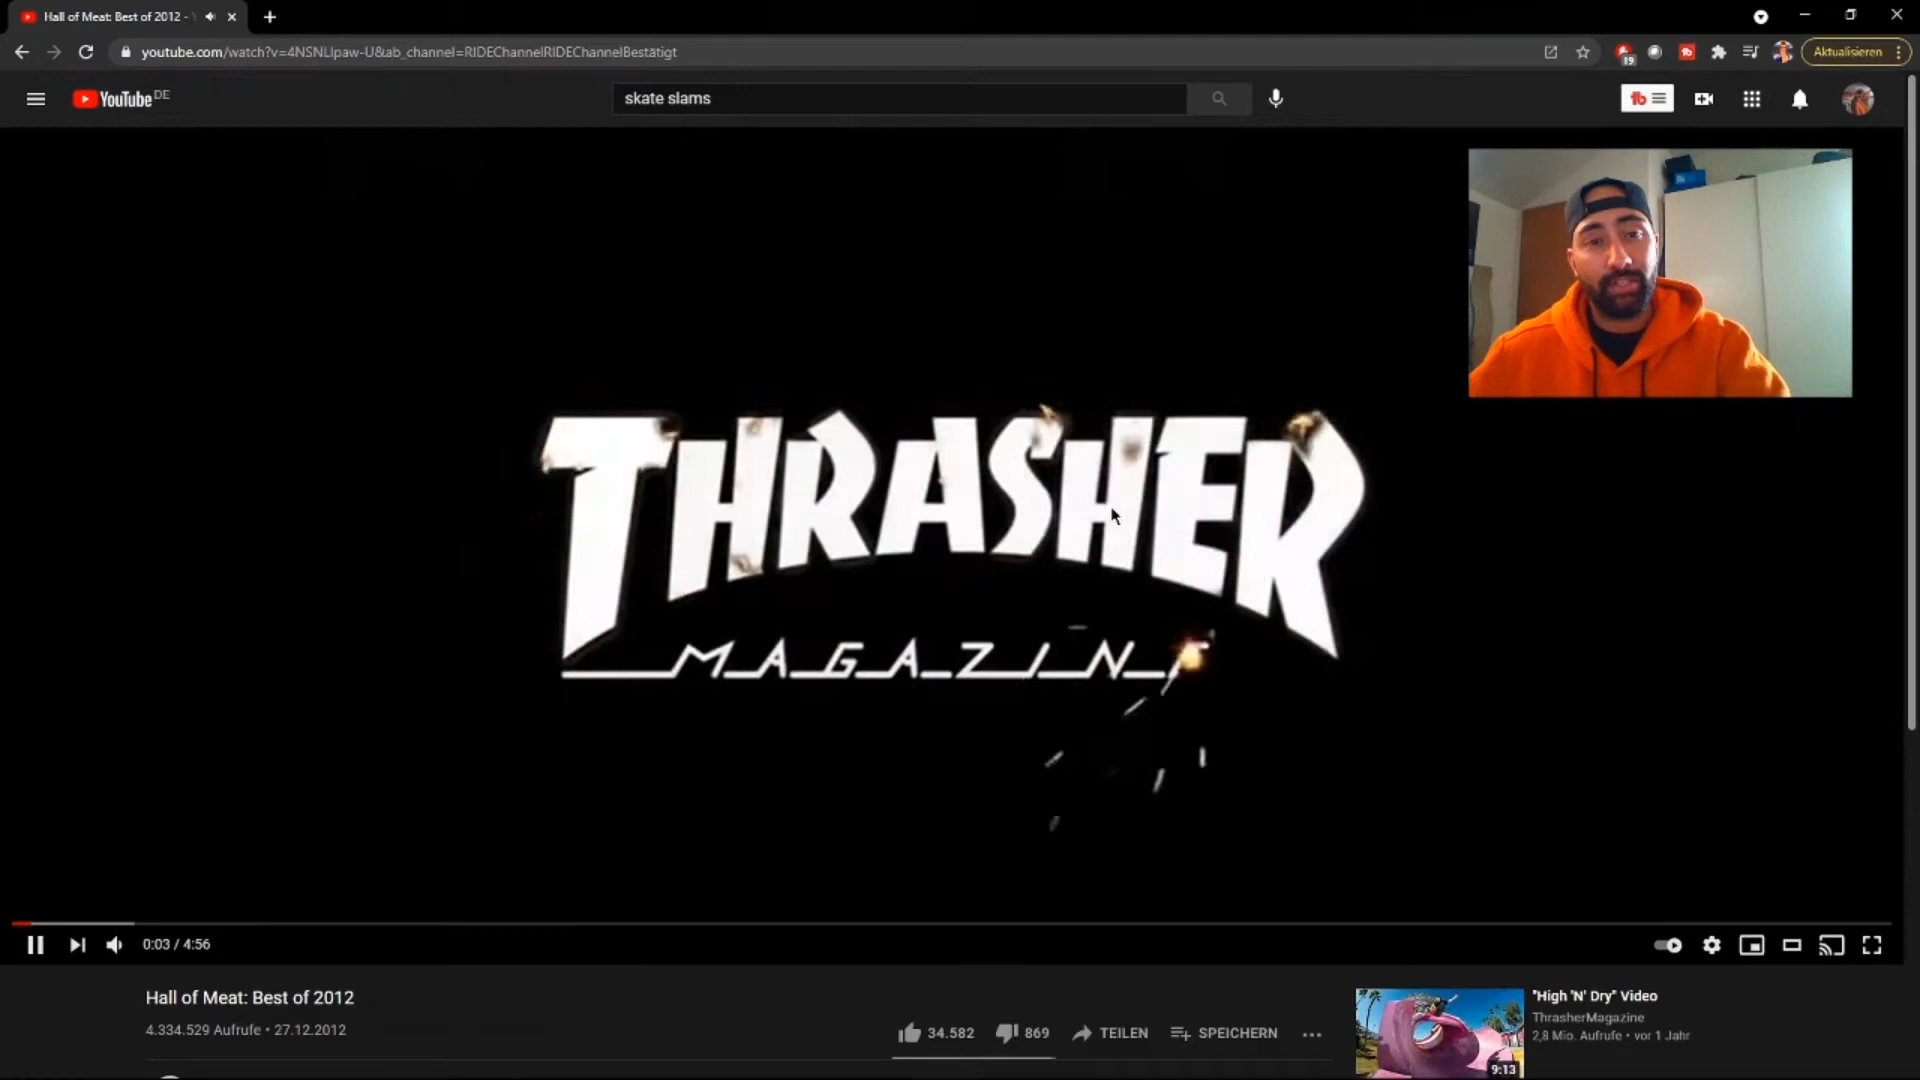 Hall of Meat: Best of 2012 -
youtube.com/watch?v=4NSNLlpaw-U&ab_channel=RIDEChannelRIDEChannelBestätigt
19
Aktualisieren
YouTube DE
skate slams
THRASHER
MAGAZIN
0:03 / 4:56
Hall of Meat: Best of 2012
4.334.529 Aufrufe • 27.12.2012
34.582
869
TEILEN
SPEICHERN
"High 'N' Dry" Video
ThrasherMagazine
2,8 Mio. Aufrufe • vor 1 Jahr
9:13